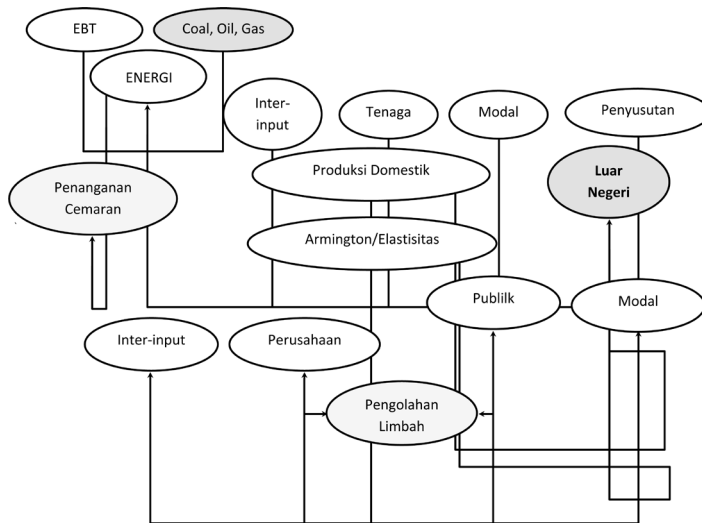 EBT
Coal, Oil, Gas
ENERGI
Inter-
input
Tenaga
Modal
Penyusutan
Produksi Domestik
Luar
Negeri
Penanganan
Cemaran
Armington/Elastisitas
Publilk
Modal
Inter-input
Perusahaan
Pengolahan
Limbah